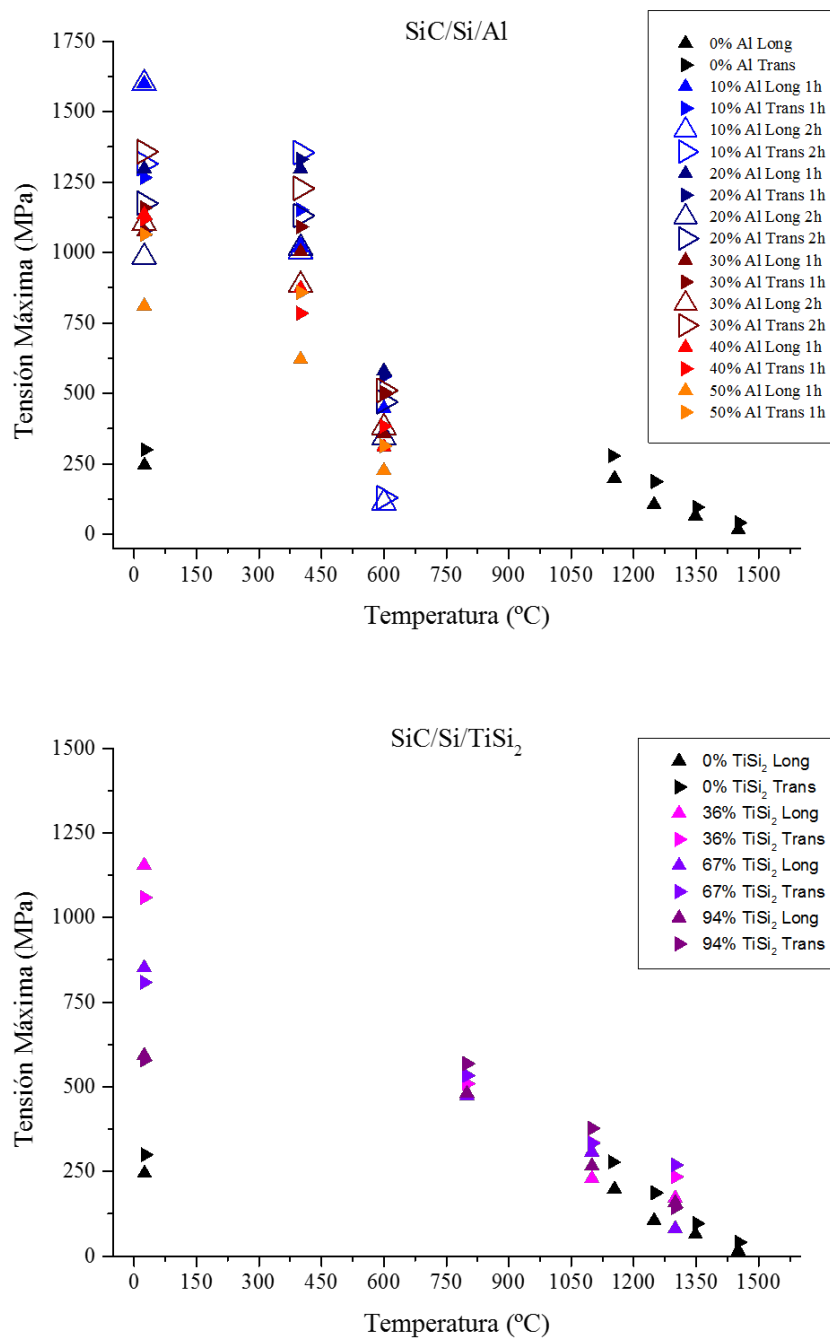 SiC/Si/Al
1750
1500
1250
1000
750
500
250
0
Tensión Máxima (MPa)
0 150 300 450 600 750 900 1050 1200 1350 1500
Temperatura (ºC)
0% Al Long
0% Al Trans
10% Al Long 1h
10% Al Trans 1h
10% Al Long 2h
10% Al Trans 2h
20% Al Long 1h
20% Al Trans 1h
20% Al Long 2h
20% Al Trans 2h
30% Al Long 1h
30% Al Trans 1h
30% Al Long 2h
30% Al Trans 2h
40% Al Long 1h
40% Al Trans 1h
50% Al Long 1h
50% Al Trans 1h
SiC/Si/TiSi₂
1500
1250
1000
750
500
250
0
Tensión Máxima (MPa)
0 150 300 450 600 750 900 1050 1200 1350 1500
Temperatura (ºC)
0% TiSi₂ Long
0% TiSi₂ Trans
36% TiSi₂ Long
36% TiSi₂ Trans
67% TiSi₂ Long
67% TiSi₂ Trans
94% TiSi₂ Long
94% TiSi₂ Trans